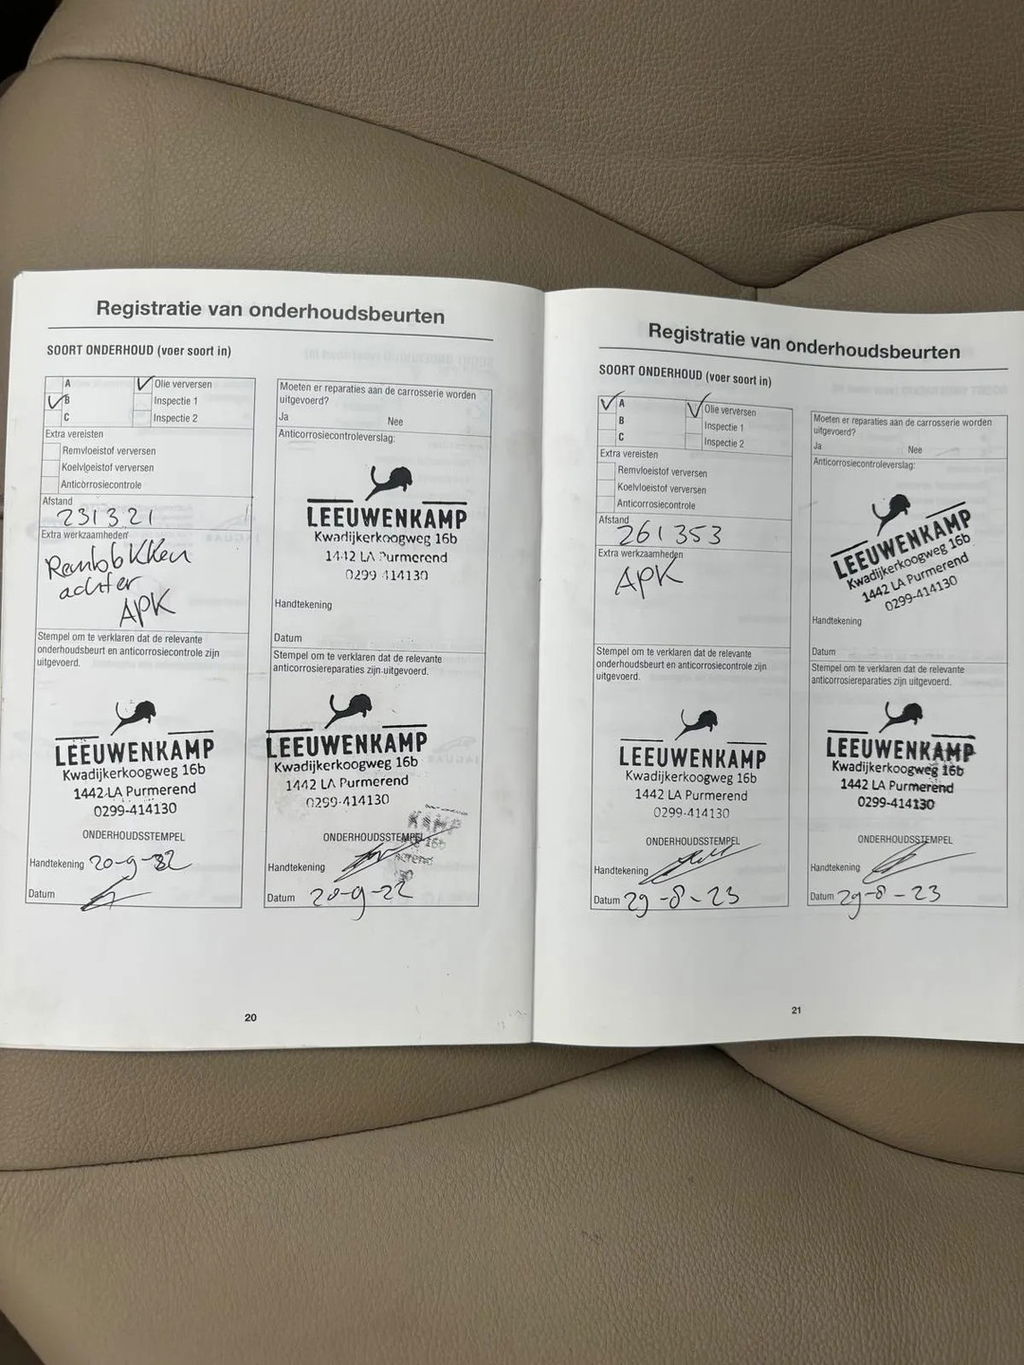 Registratie van onderhoudsbeurten
SOORT ONDERHOUD (voer soort in)
A
Olie verversen
B
Inspectie 1
C
Inspectie 2
Extra vereisten
Remvloeistof verversen
Koelvloeistof verversen
Anticorrosiecontrole
Afstand
231321
Extra werkzaamheden
Remblokken
achter
APK
Stempel om te verklaren dat de relevante
onderhoudsbeurt en anticorrosiecontrole zijn
uitgevoerd.
LEEUWENKAMP
Kwadijkerkoogweg 16b
1442 LA Purmerend
0299-414130
ONDERHOUDSSTEMPEL
Handtekening 20-9-22
Datum
Moeten er reparaties aan de carrosserie worden
uitgevoerd?
Ja Nee
Anticorrosiecontroleverslag:
LEEUWENKAMP
Kwadijkerkoogweg 16b
1442 LA Purmerend
0299 414130
Handtekening
Datum
Stempel om te verklaren dat de relevante
anticorrosiereparaties zijn uitgevoerd.
LEEUWENKAMP
Kwadijkerkoogweg 16b
1442 LA Purmerend
0299-414130
ONDERHOUDSSTEMPEL
Handtekening
Datum 20-9-22
20
Registratie van onderhoudsbeurten
SOORT ONDERHOUD (voer soort in)
A
Olie verversen
B
Inspectie 1
C
Inspectie 2
Extra vereisten
Remvloeistof verversen
Koelvloeistof verversen
Anticorrosiecontrole
Afstand
261353
Extra werkzaamheden
APK
Stempel om te verklaren dat de relevante
onderhoudsbeurt en anticorrosiecontrole zijn
uitgevoerd.
LEEUWENKAMP
Kwadijkerkoogweg 16b
1442 LA Purmerend
0299-414130
ONDERHOUDSSTEMPEL
Handtekening
Datum 29-8-23
Moeten er reparaties aan de carrosserie worden
uitgevoerd?
Ja Nee
Anticorrosiecontroleverslag:
LEEUWENKAMP
Kwadijkerkoogweg 16b
1442 LA Purmerend
0299-414130
Handtekening
Datum
Stempel om te verklaren dat de relevante
anticorrosiereparaties zijn uitgevoerd.
LEEUWENKAMP
Kwadijkerkoogweg 16b
1442 LA Purmerend
0299-414130
ONDERHOUDSSTEMPEL
Handtekening
Datum 29-8-23
21